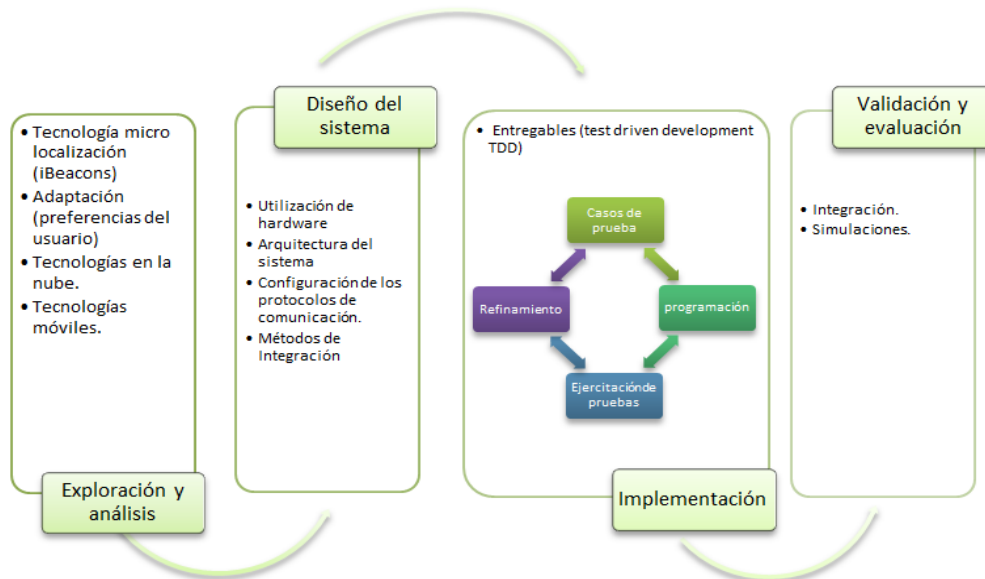 • Tecnología micro
localización
(iBeacons)
• Adaptación
(preferencias del
usuario)
• Tecnologías en la
nube.
• Tecnologías
móviles.
Exploración y
análisis
Diseño del
sistema
• Utilización de
hardware
• Arquitectura del
sistema
• Configuración de los
protocolos de
comunicación.
• Métodos de
Integración
• Entregables (test driven development
TDD)
Casos de
prueba
programación
Ejercitaciónde
pruebas
Refinamiento
Implementación
Validación y
evaluación
• Integración.
• Simulaciones.